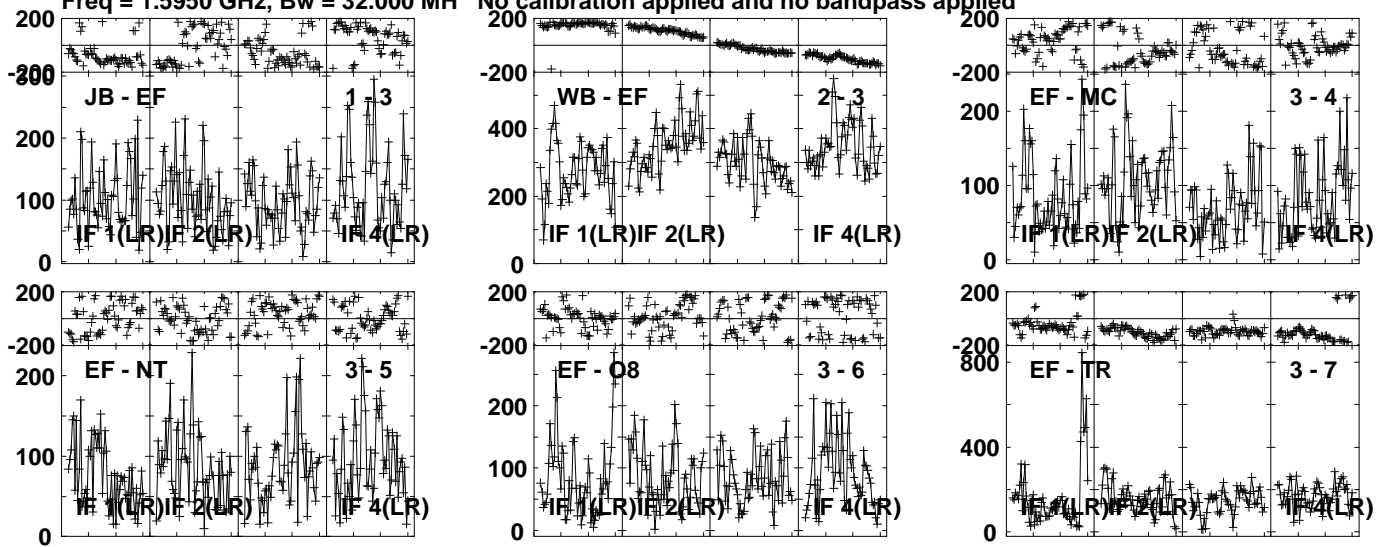 Freq = 1.5950 GHz, Bw = 32.000 MH No calibration applied and no bandpass applied
200
-200
300
JB - EF 1 - 3
200
100
0
IF 1(LR) IF 2(LR) IF 4(LR)
200
-200
WB - EF 2 - 3
400
200
0
IF 1(LR) IF 2(LR) IF 4(LR)
200
-200
EF - MC 3 - 4
200
100
0
IF 1(LR) IF 2(LR) IF 4(LR)
200
-200
EF - NT 3 - 5
200
100
0
IF 1(LR) IF 2(LR) IF 4(LR)
200
-200
EF - O8 3 - 6
200
100
0
IF 1(LR) IF 2(LR) IF 4(LR)
200
-200
800
EF - TR 3 - 7
400
0
IF 1(LR) IF 2(LR) IF 4(LR)